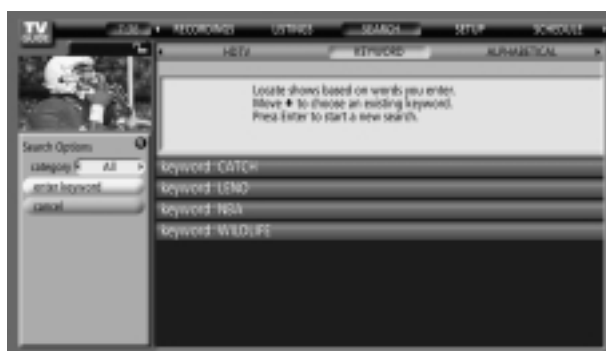 TV
GUIDE
RECORDINGS LISTINGS SEARCH SETUP SCHEDULE
HDTV KEYWORD ALPHABETICAL
Locate shows based on words you enter.
Move to choose an existing keyword.
Press Enter to start a new search.
Search Options
category All
enter keyword
cancel
keyword: CATCH
keyword: LENO
keyword: NBA
keyword: WILDLIFE